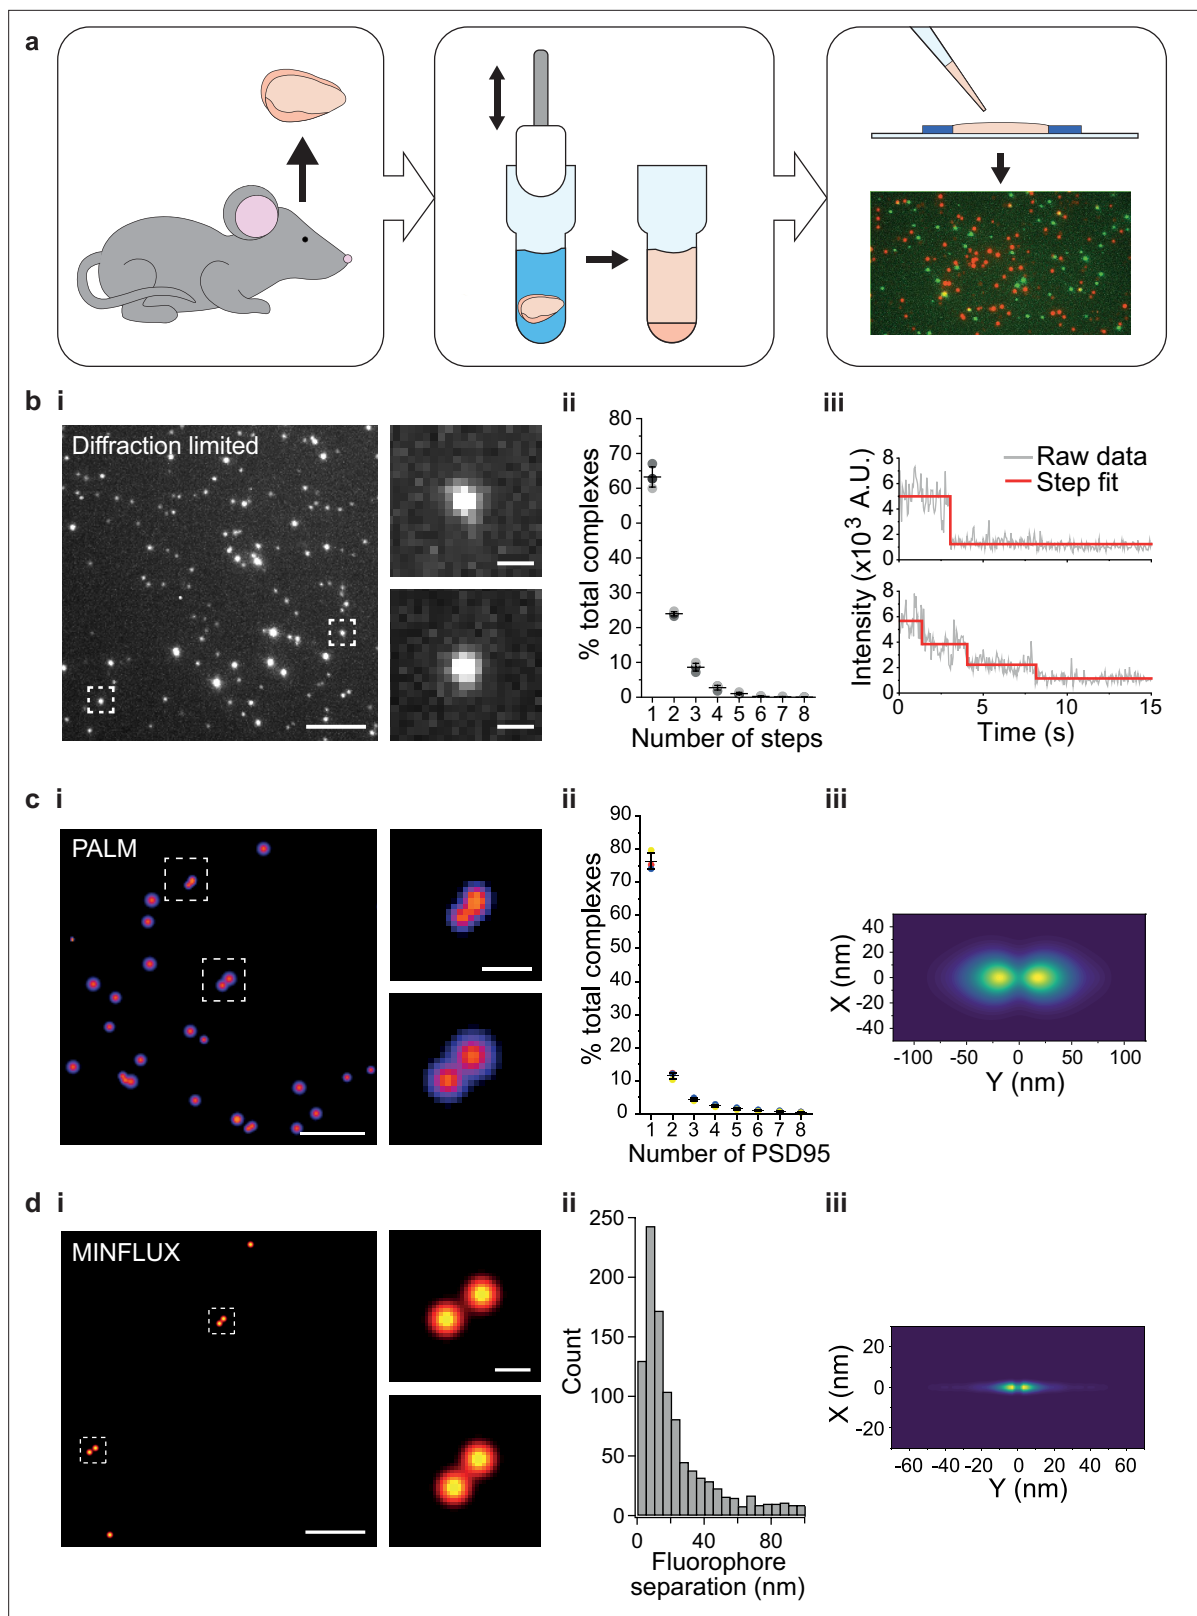 a
b i
Diffraction limited
ii
80
70
60
0
40
30
20
10
0
% total complexes
1 2 3 4 5 6 7 8
Number of steps
iii
Raw data
Step fit
8
6
4
2
0
8
6
4
2
0
Intensity (x10³ A.U.)
0 5 10 15
Time (s)
c i
PALM
ii
90
80
70
60
50
40
30
20
10
0
% total complexes
1 2 3 4 5 6 7 8
Number of PSD95
iii
40
20
0
-20
-40
X (nm)
-100 -50 0 50 100
Y (nm)
d i
MINFLUX
ii
250
200
150
100
50
0
Count
0 40 80
Fluorophore
separation (nm)
iii
20
0
-20
X (nm)
-60 -40 -20 0 20 40 60
Y (nm)